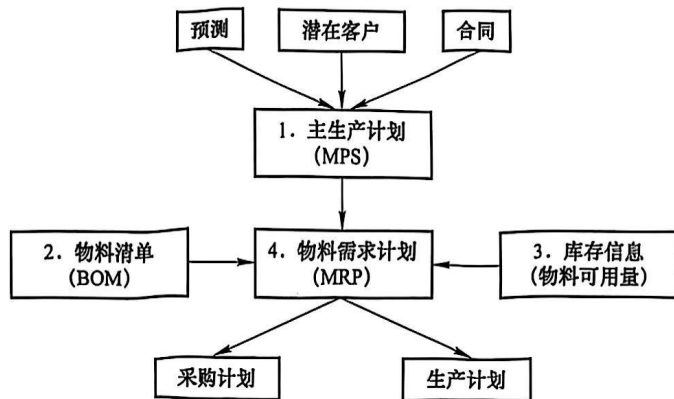 预测
潜在客户
合同
1. 主生产计划
(MPS)
2. 物料清单
(BOM)
4. 物料需求计划
(MRP)
3. 库存信息
(物料可用量)
采购计划
生产计划